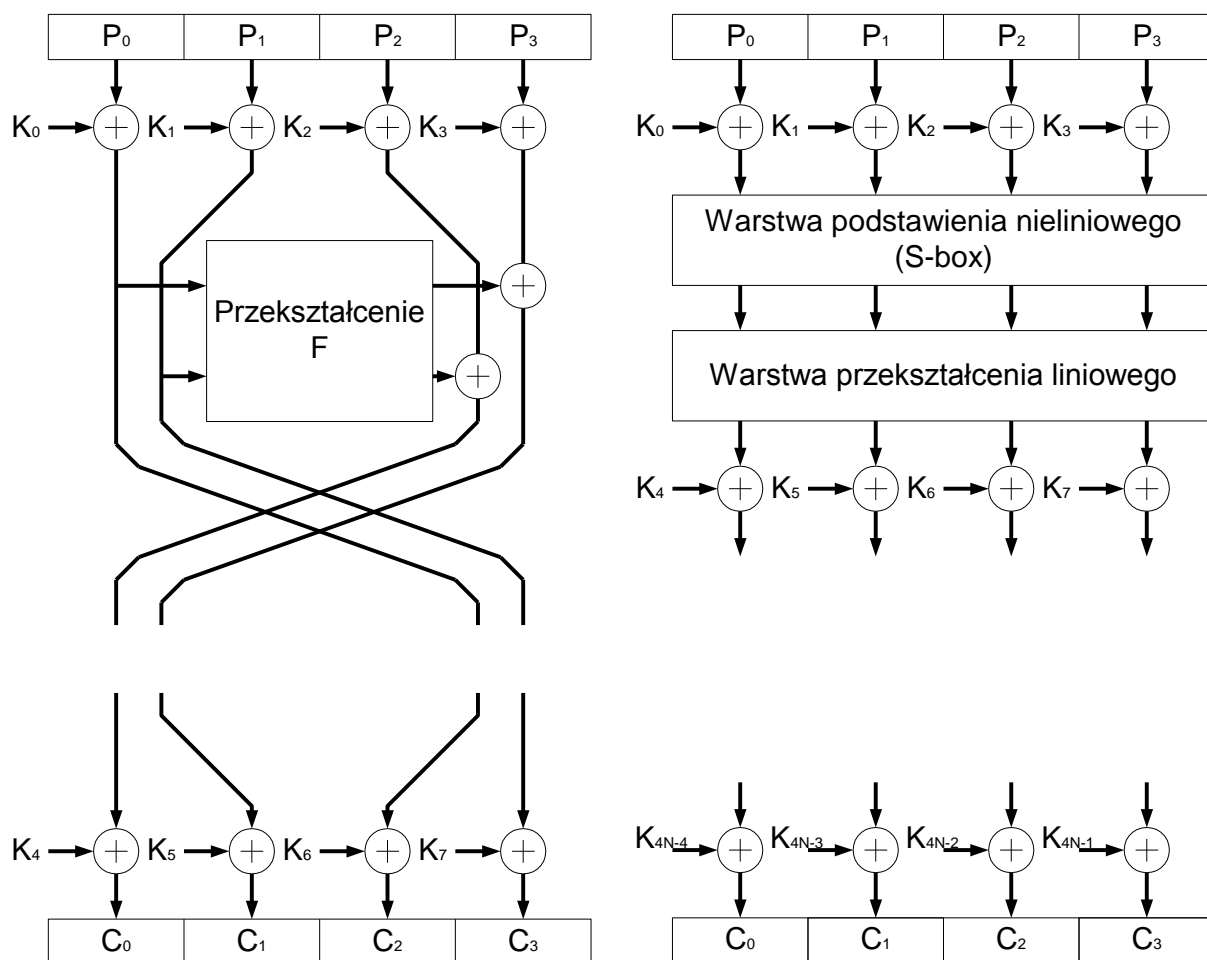 P₀ P₁ P₂ P₃ P₀ P₁ P₂ P₃
K₀ K₁ K₂ K₃ K₀ K₁ K₂ K₃
Warstwa podstawienia nieliniowego
(S-box)
Przekształcenie
F
Warstwa przekształcenia liniowego
K₄ K₅ K₆ K₇
K₄ K₅ K₆ K₇ K4N-4 K4N-3 K4N-2 K4N-1
C₀ C₁ C₂ C₃ C₀ C₁ C₂ C₃